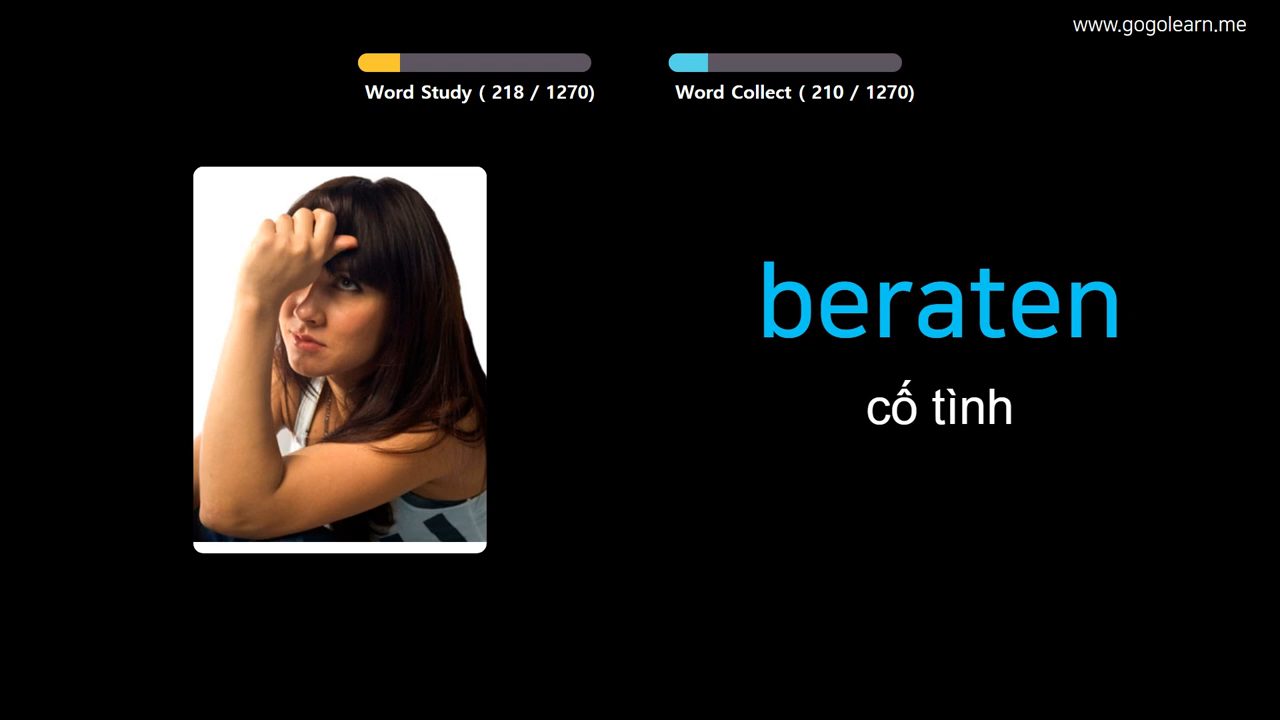 www.gogolearn.me
Word Study ( 218 / 1270)
Word Collect ( 210 / 1270)
beraten
cố tình